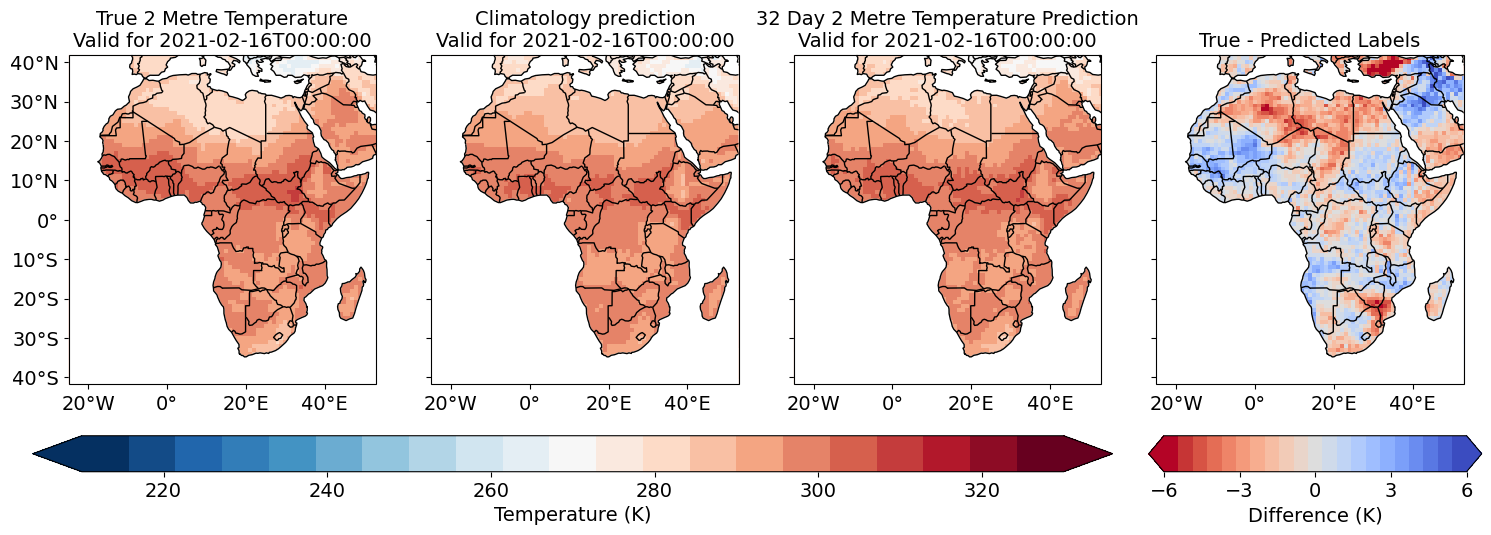 True 2 Metre Temperature
Valid for 2021-02-16T00:00:00
Climatology prediction
Valid for 2021-02-16T00:00:00
32 Day 2 Metre Temperature Prediction
Valid for 2021-02-16T00:00:00
True - Predicted Labels
40°N
30°N
20°N
10°N
0°
10°S
20°S
30°S
40°S
20°W 0° 20°E 40°E
20°W 0° 20°E 40°E
20°W 0° 20°E 40°E
20°W 0° 20°E 40°E
220 240 260 280 300 320
Temperature (K)
−6 −3 0 3 6
Difference (K)